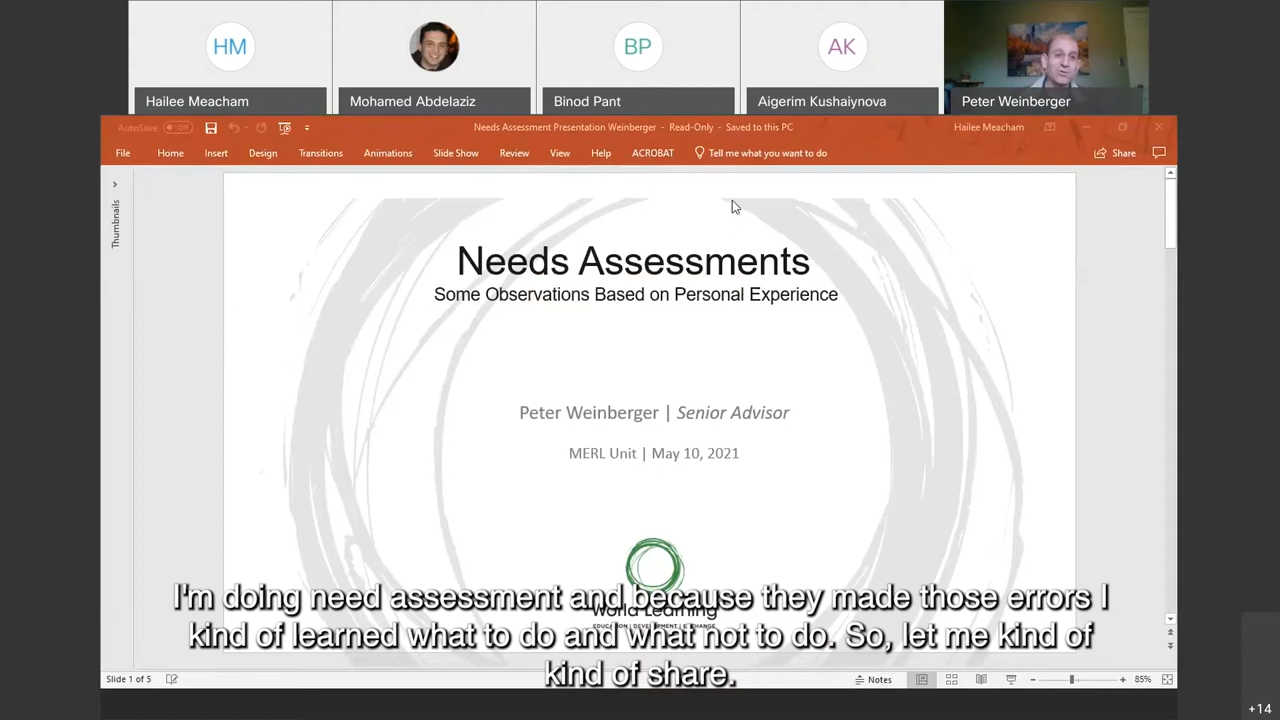 HM
BP
AK
Hailee Meacham
Mohamed Abdelaziz
Binod Pant
Aigerim Kushaiynova
Peter Weinberger
AutoSave Off
Needs Assessment Presentation Weinberger - Read-Only - Saved to this PC
Hailee Meacham
File Home Insert Design Transitions Animations Slide Show Review View Help ACROBAT Tell me what you want to do
Share
Thumbnails
Needs Assessments
Some Observations Based on Personal Experience
Peter Weinberger | Senior Advisor
MERL Unit | May 10, 2021
World Learning
I'm doing need assessment and because they made those errors I
kind of learned what to do and what not to do. So, let me kind of
kind of share.
Slide 1 of 5
Notes
85%
+14